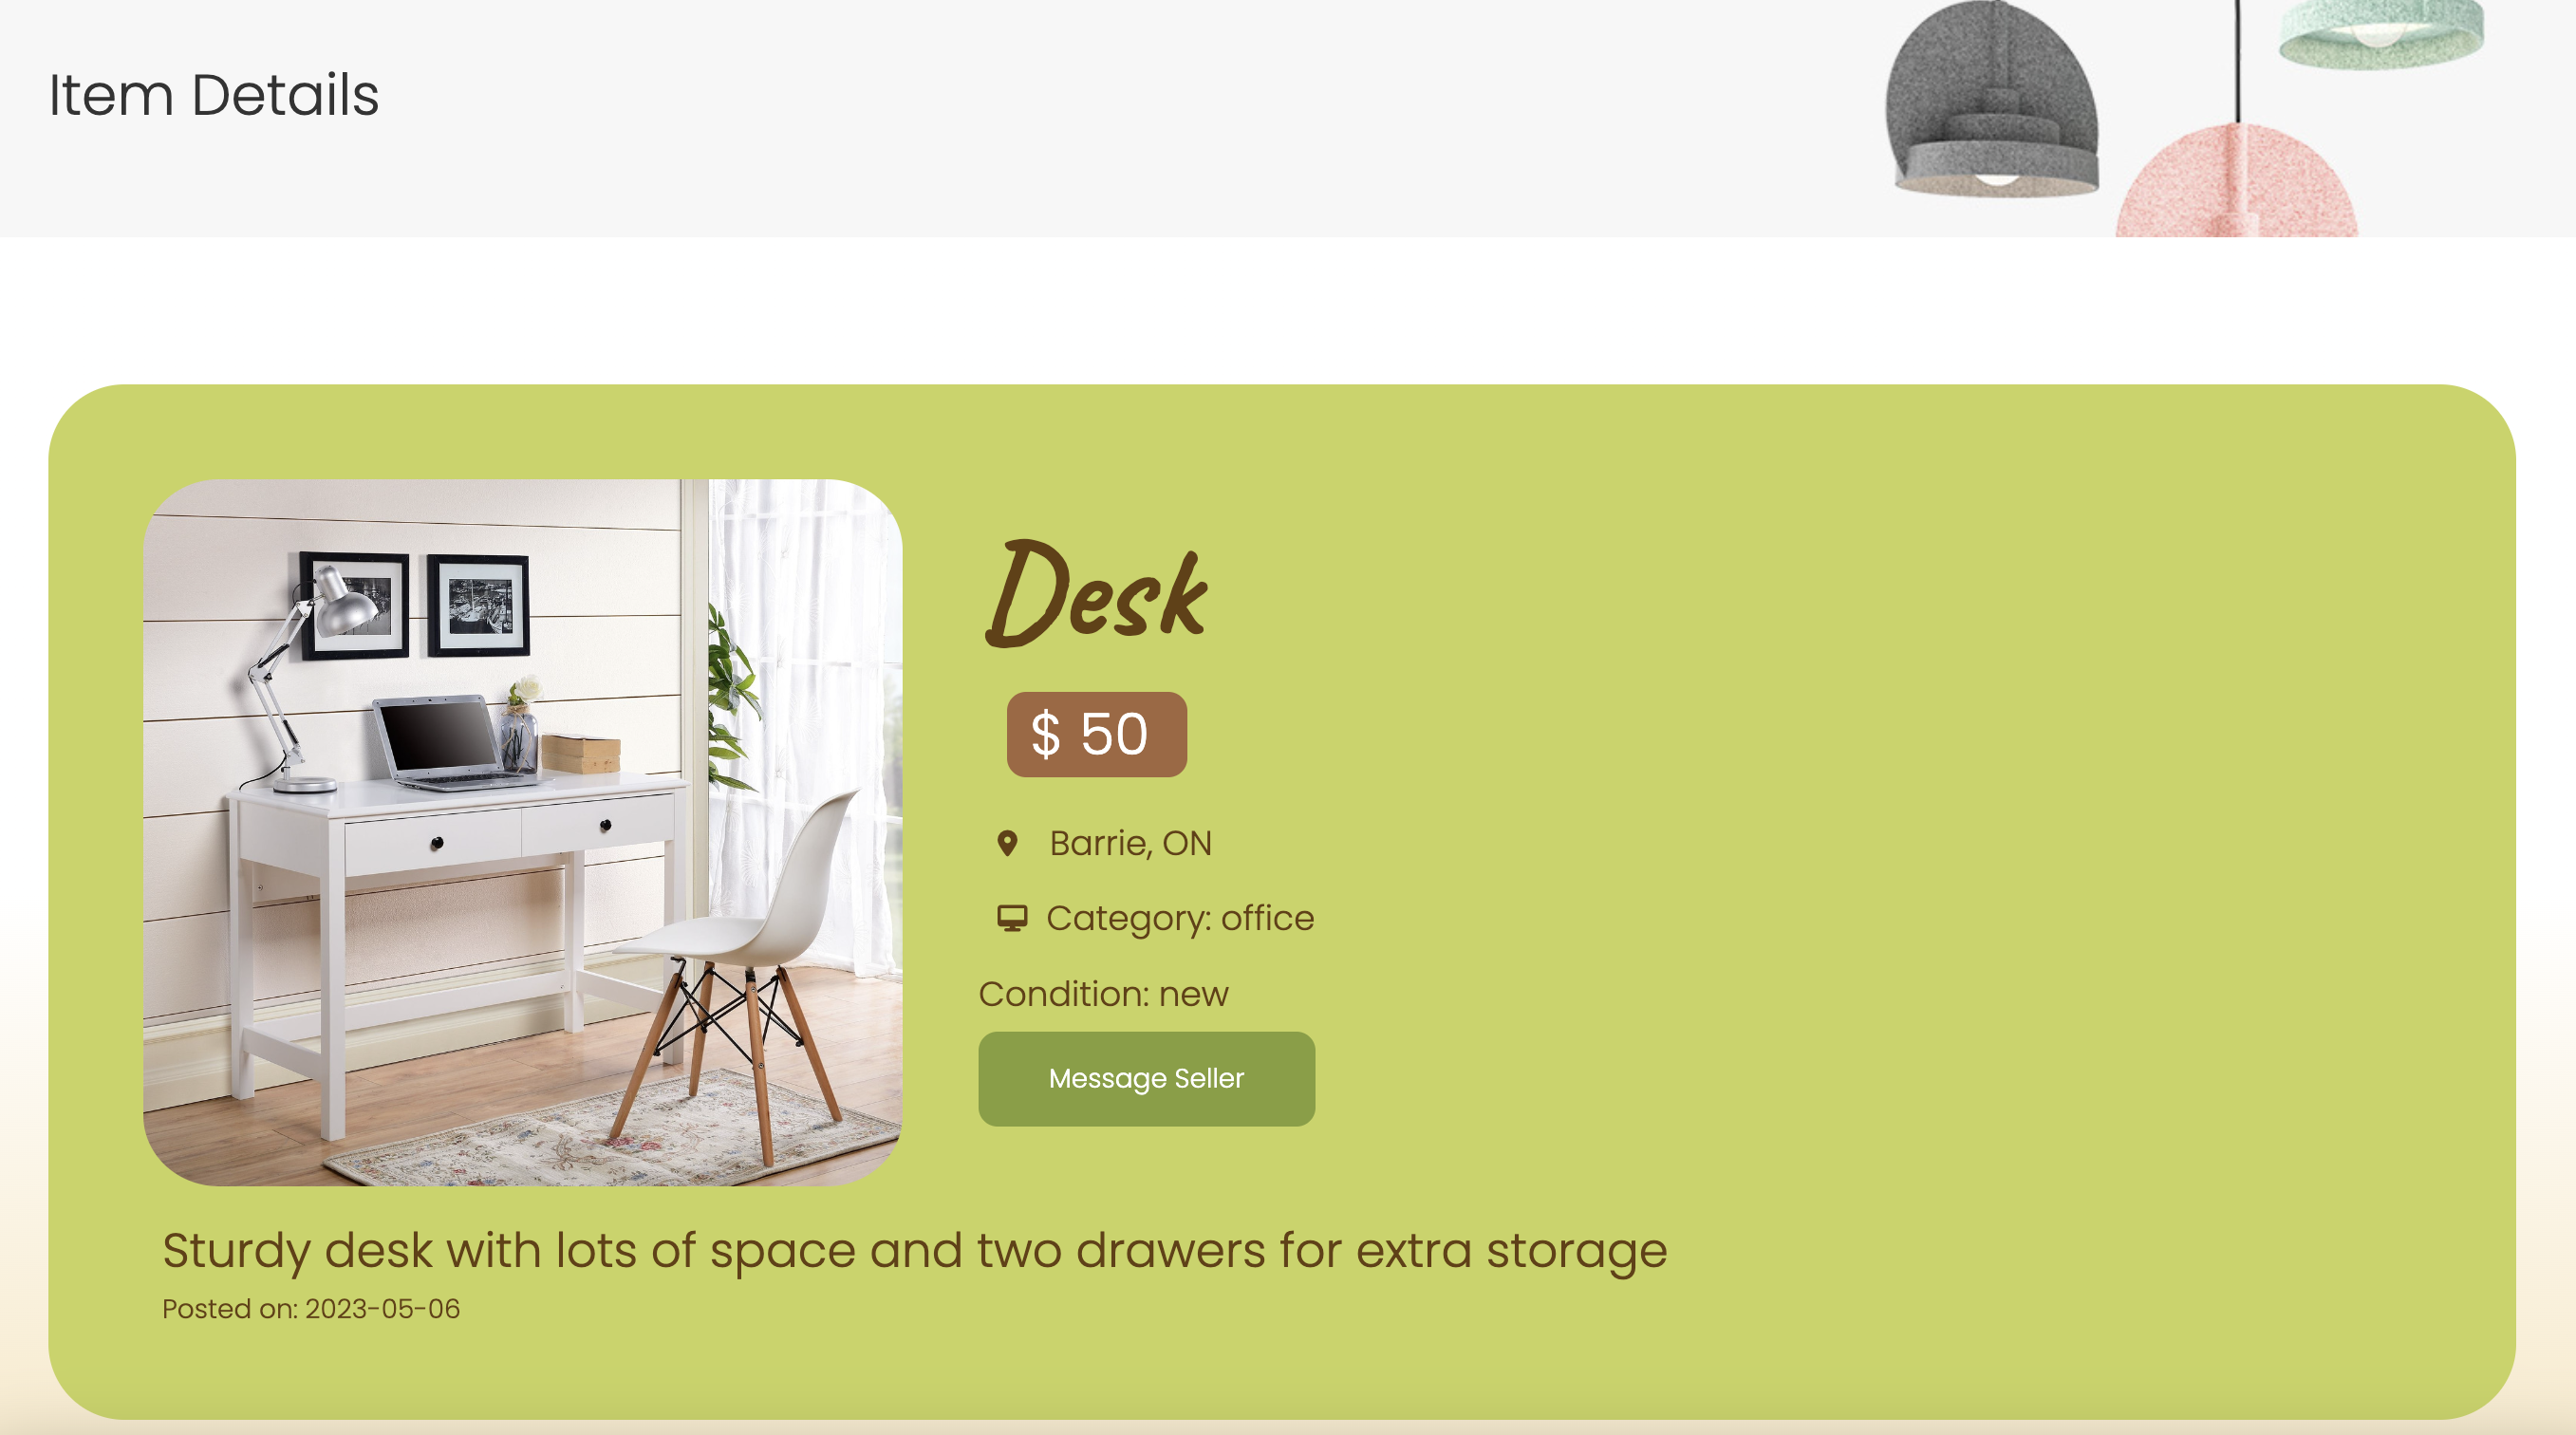 Item Details
Desk
$ 50
Barrie, ON
Category: office
Condition: new
Message Seller
Sturdy desk with lots of space and two drawers for extra storage
Posted on: 2023-05-06